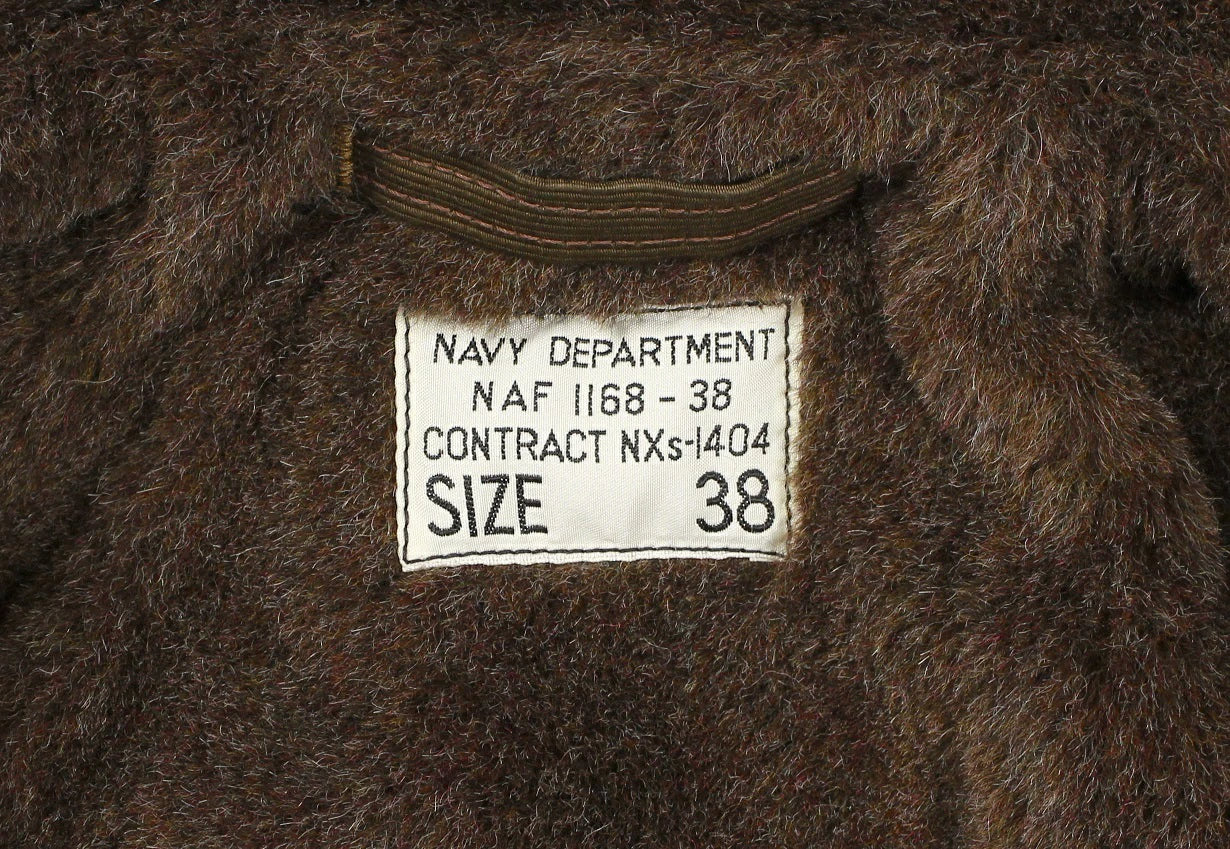 NAVY DEPARTMENT
NAF 1168 - 38
CONTRACT NXs-1404
SIZE 38